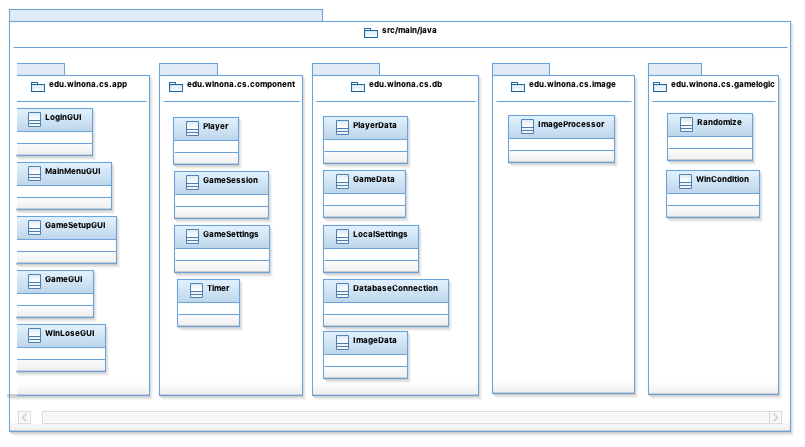 src/main/java
edu.winona.cs.app
LoginGUI
MainMenuGUI
GameSetupGUI
GameGUI
WinLoseGUI
edu.winona.cs.component
Player
GameSession
GameSettings
Timer
edu.winona.cs.db
PlayerData
GameData
LocalSettings
DatabaseConnection
ImageData
edu.winona.cs.image
ImageProcessor
edu.winona.cs.gamelogic
Randomize
WinCondition